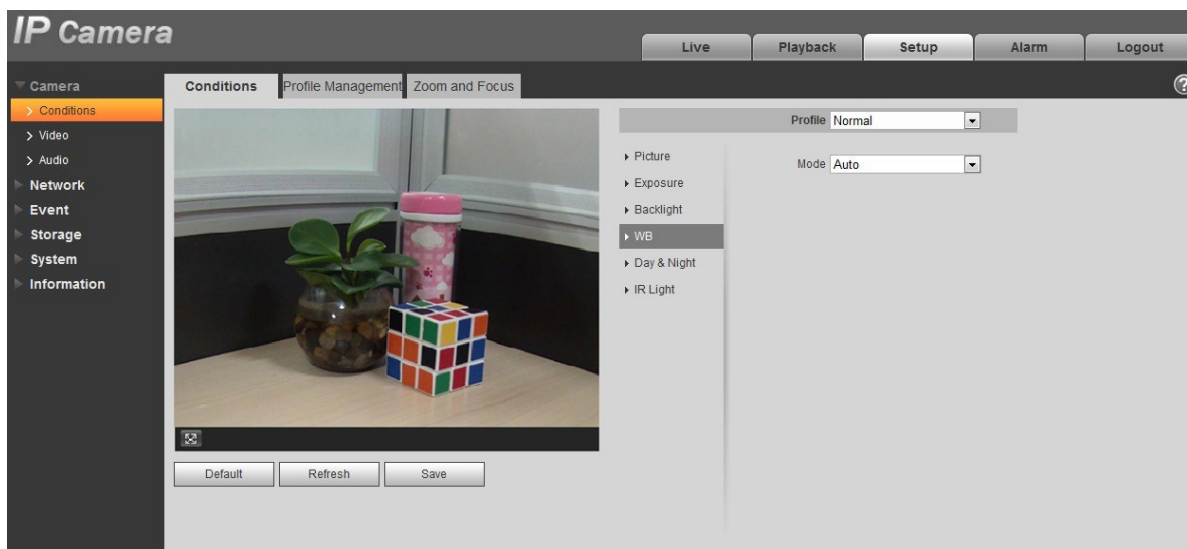 IP Camera
Live Playback Setup Alarm Logout
Camera
Conditions
Video
Audio
Network
Event
Storage
System
Information
Conditions Profile Management Zoom and Focus
Profile Normal
Picture
Exposure
Backlight
WB
Day & Night
IR Light
Mode Auto
Default Refresh Save